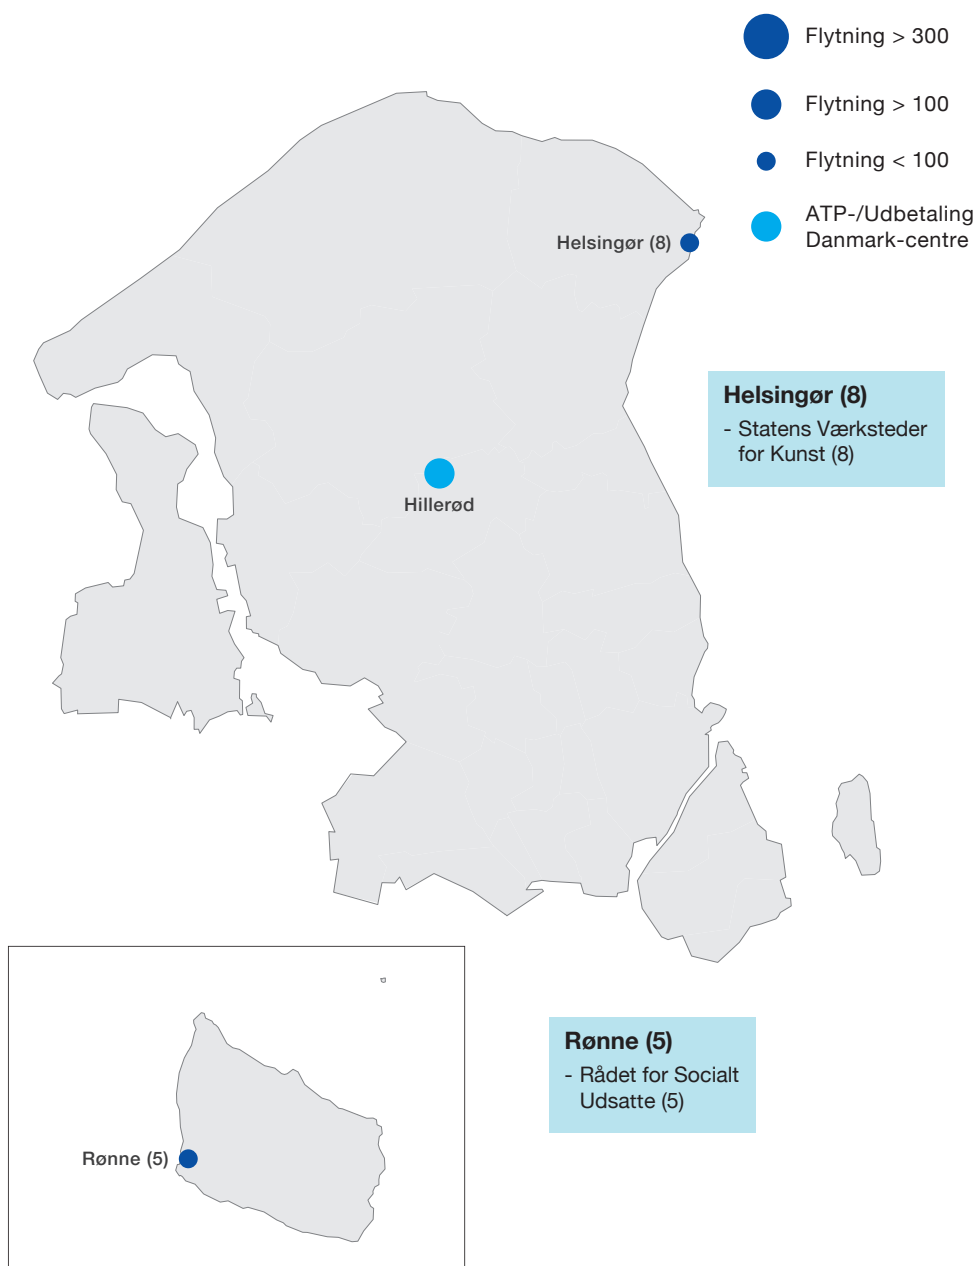 Flytning > 300
Flytning > 100
Flytning < 100
ATP-/Udbetaling
Danmark-centre
Helsingør (8)
Helsingør (8)
- Statens Værksteder
for Kunst (8)
Hillerød
Rønne (5)
- Rådet for Socialt
Udsatte (5)
Rønne (5)